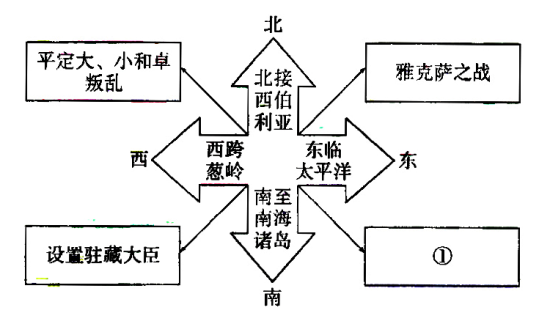 北
平定大、小和卓
叛乱
北接
西伯
利亚
雅克萨之战
西
西跨
葱岭
东临
太平洋
东
南至
南海
诸岛
设置驻藏大臣
①
南